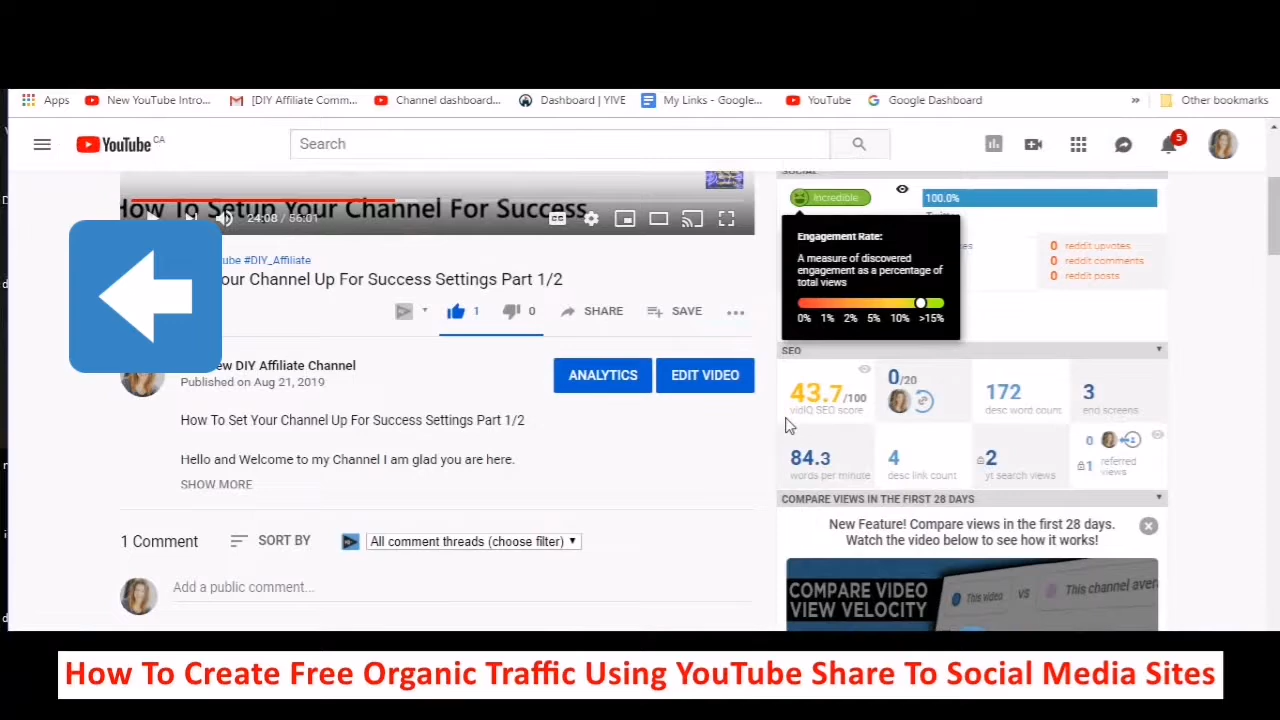 Apps New YouTube Intro... [DIY Affiliate Comm... Channel dashboard... Dashboard | YIVE My Links - Google... YouTube Google Dashboard » Other bookmarks
YouTube CA Search 5
SOCIAL
Incredible 100.0%
How To Setup Your Channel For Success
24:08 / 56:01
Engagement Rate:
A measure of discovered
engagement as a percentage of
total views
0% 1% 2% 5% 10% >15%
0 reddit upvotes
0 reddit comments
0 reddit posts
#DIY_Affiliate
Your Channel Up For Success Settings Part 1/2
1 0 SHARE SAVE
DIY Affiliate Channel
Published on Aug 21, 2019
ANALYTICS EDIT VIDEO
How To Set Your Channel Up For Success Settings Part 1/2
Hello and Welcome to my Channel I am glad you are here.
SHOW MORE
1 Comment SORT BY All comment threads (choose filter)
Add a public comment...
SEO
43.7/100 0/20 172 3
vidIQ SEO score desc word count end screens
84.3 4 2 0
words per minute desc link count yt search views 1 referred
views
COMPARE VIEWS IN THE FIRST 28 DAYS
New Feature! Compare views in the first 28 days.
Watch the video below to see how it works!
COMPARE VIDEO
VIEW VELOCITY
This video VS This channel aver
How To Create Free Organic Traffic Using YouTube Share To Social Media Sites